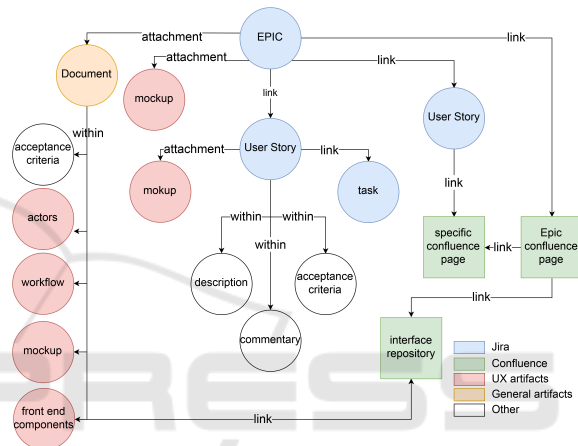 EPIC
attachment
link
attachment
link
Document
mockup
link
User Story
within
acceptance
criteria
User Story
attachment
link
mokup
task
link
actors
within
within
within
specific
confluence
page
link
Epic
confluence
page
workflow
description
acceptance
criteria
link
commentary
interface
repository
mockup
Jira
Confluence
UX artifacts
General artifacts
Other
front end
components
link
PRESS